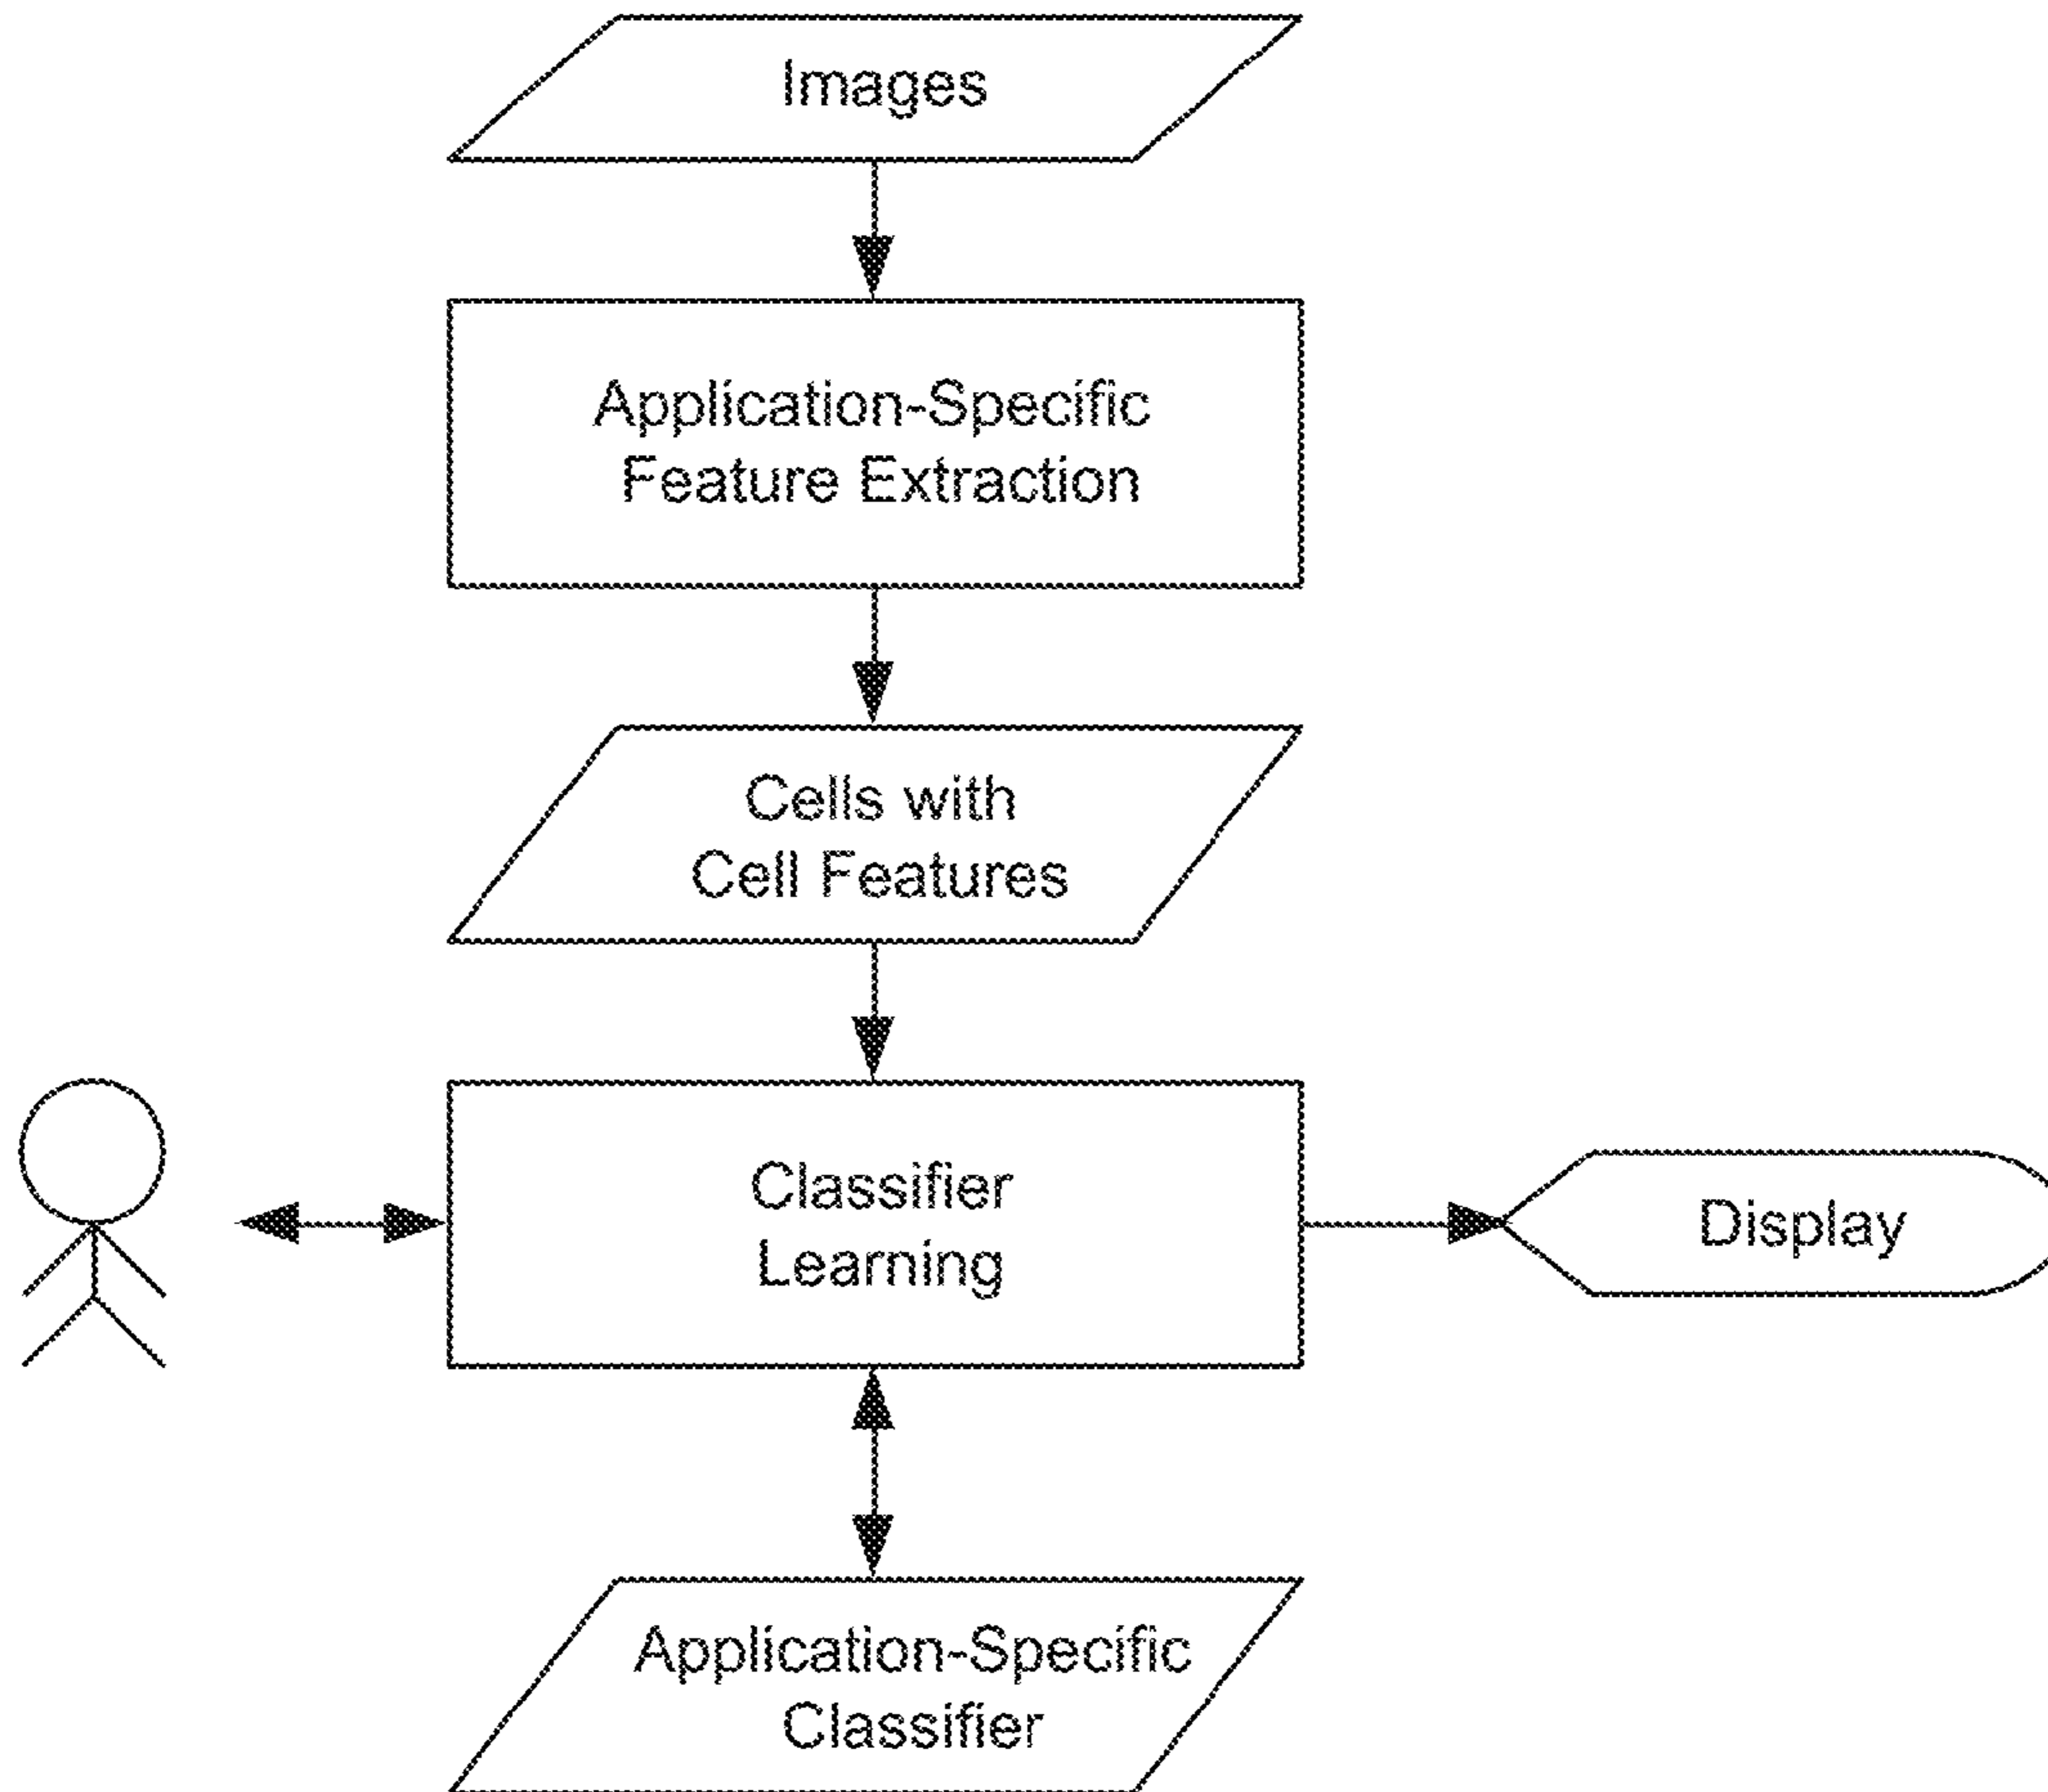 Images
Application-Specific
Feature Extraction
Cells with
Cell Features
Classifier
Learning
Display
Application-Specific
Classifier